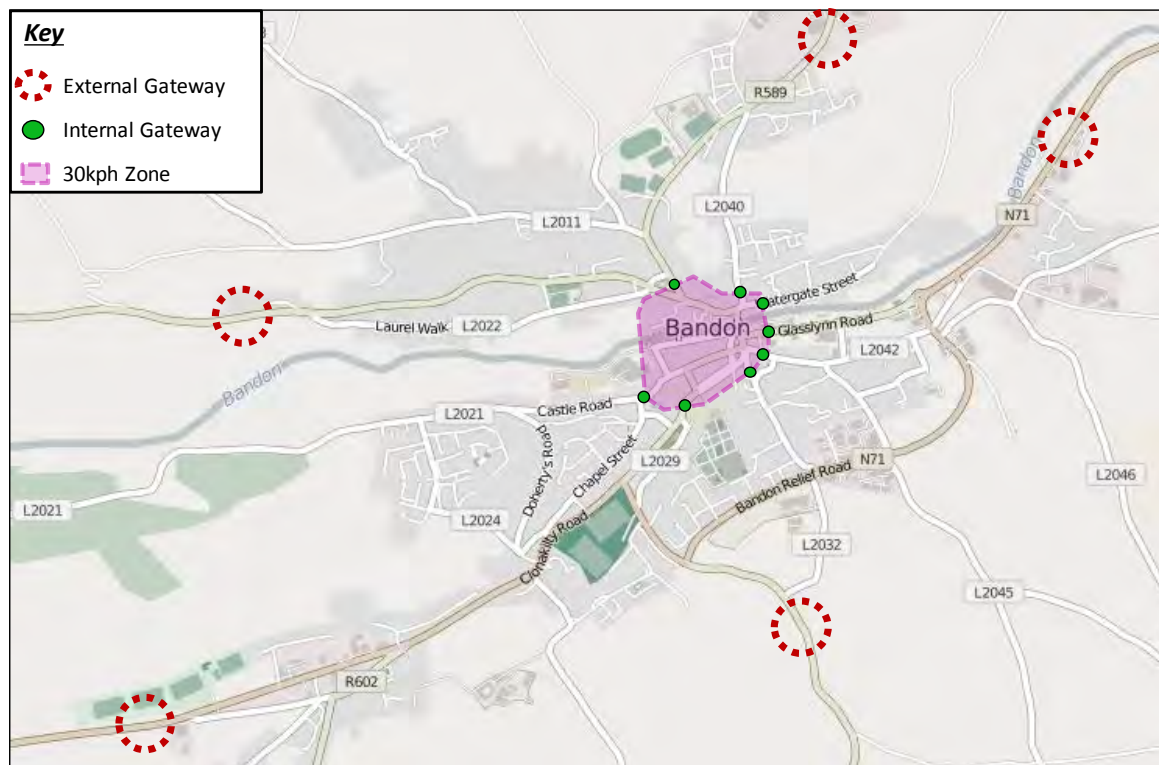 Key
External Gateway
Internal Gateway
30kph Zone
3
R589
Bandon
L2040
L2011
N71
atergate Street
Bandon
Glasslynn Road
Laurel Walk
L2022
L2042
Bandon
Castle Road
L2021
Doherty's Road
Chapel Street
L2029
N71
L2046
Bandon Relief Road
L2021
L2024
Clonakilty Road
L2032
L2045
R602